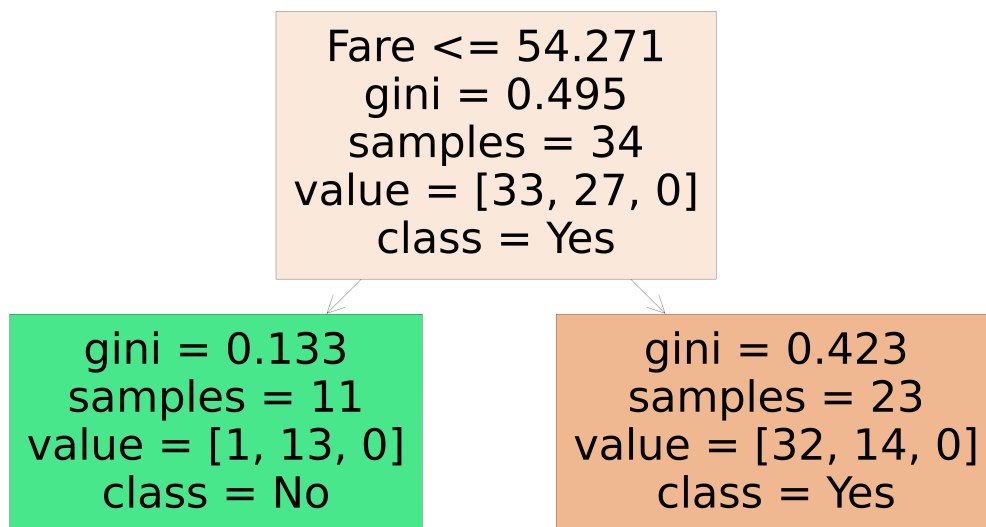 Fare <= 54.271
gini = 0.495
samples = 34
value = [33, 27, 0]
class = Yes
gini = 0.133
samples = 11
value = [1, 13, 0]
class = No
gini = 0.423
samples = 23
value = [32, 14, 0]
class = Yes